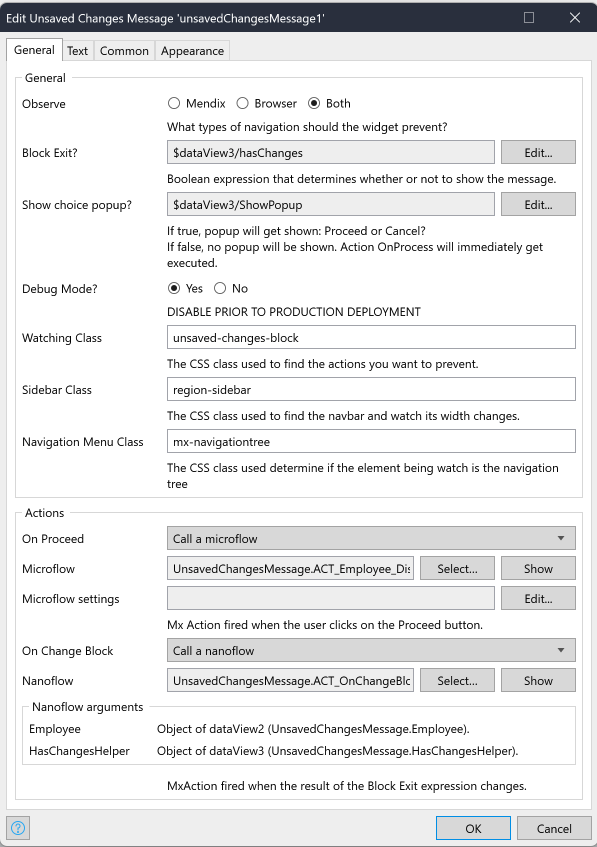 Edit Unsaved Changes Message 'unsavedChangesMessage1'
General Text Common Appearance
General
Observe Mendix Browser Both
What types of navigation should the widget prevent?
Block Exit? $dataView3/hasChanges Edit...
Boolean expression that determines whether or not to show the message.
Show choice popup? $dataView3/ShowPopup Edit...
If true, popup will get shown: Proceed or Cancel?
If false, no popup will be shown. Action OnProcess will immediately get
executed.
Debug Mode? Yes No
DISABLE PRIOR TO PRODUCTION DEPLOYMENT
Watching Class unsaved-changes-block
The CSS class used to find the actions you want to prevent.
Sidebar Class region-sidebar
The CSS class used to find the navbar and watch its width changes.
Navigation Menu Class mx-navigationtree
The CSS class used determine if the element being watch is the navigation
tree
Actions
On Proceed Call a microflow
Microflow UnsavedChangesMessage.ACT_Employee_Dis Select... Show
Microflow settings Edit...
Mx Action fired when the user clicks on the Proceed button.
On Change Block Call a nanoflow
Nanoflow UnsavedChangesMessage.ACT_OnChangeBlo Select... Show
Nanoflow arguments
Employee Object of dataView2 (UnsavedChangesMessage.Employee).
HasChangesHelper Object of dataView3 (UnsavedChangesMessage.HasChangesHelper).
MxAction fired when the result of the Block Exit expression changes.
? OK Cancel